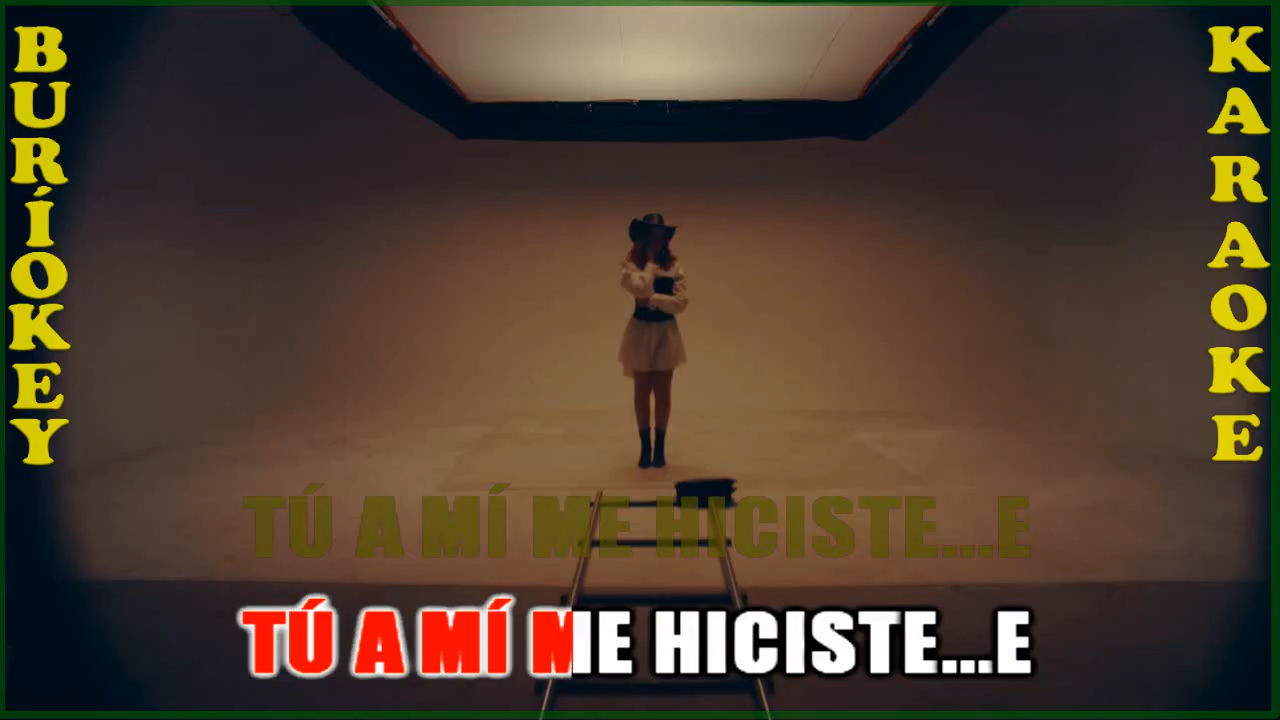 BURÍOKEY
KARAOKE
TÚ A MÍ ME HICISTE...E
TÚ A MÍ ME HICISTE...E